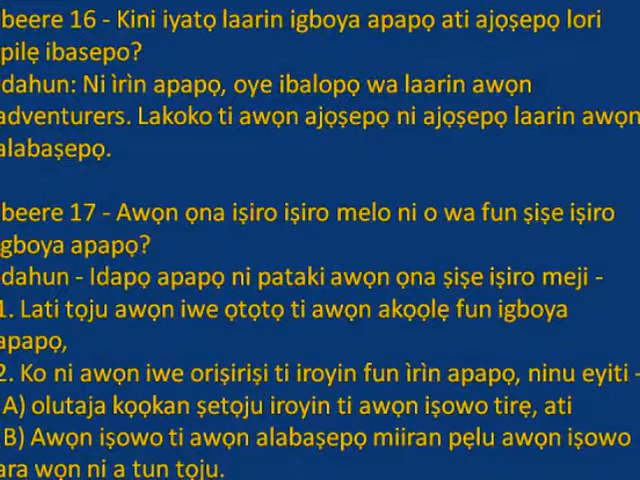 beere 16 - Kini iyatọ laarin igboya apapọ ati ajọṣepọ lori
pilẹ ibasepo?
dahun: Ni ìrìn apapọ, oye ibalopọ wa laarin awọn
adventurers. Lakoko ti awọn ajọṣepọ ni ajọṣepọ laarin awọn
alabaṣepọ.
beere 17 - Awọn ọna iṣiro iṣiro melo ni o wa fun ṣiṣe iṣiro
gboya apapọ?
dahun - Idapọ apapọ ni pataki awọn ọna ṣiṣe iṣiro meji -
1. Lati tọju awọn iwe ọtọtọ ti awọn akọọlẹ fun igboya
apapọ,
2. Ko ni awọn iwe oriṣiriṣi ti iroyin fun ìrìn apapọ, ninu eyiti -
A) olutaja kọọkan ṣetọju iroyin ti awọn iṣowo tirẹ, ati
B) Awọn iṣowo ti awọn alabaṣepọ miiran pẹlu awọn iṣowo
ara wọn ni a tun tọju.